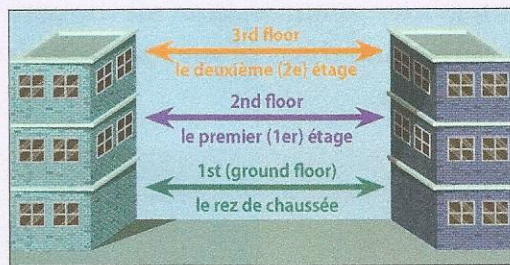 3rd floor
le deuxième (2e) étage
2nd floor
le premier (1er) étage
1st (ground floor)
le rez de chaussée